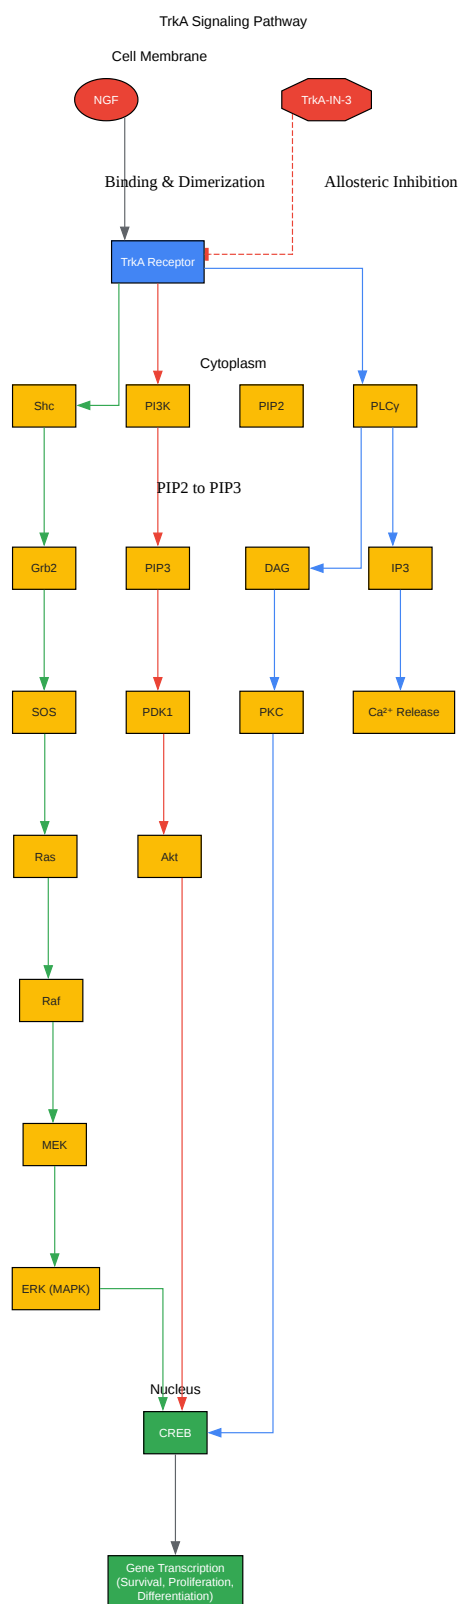 TrkA Signaling Pathway
Cell Membrane
NGF
TrkA-IN-3
Binding & Dimerization
Allosteric Inhibition
TrkA Receptor
Cytoplasm
Shc
PI3K
PIP2
PLCγ
PIP2 to PIP3
Grb2
PIP3
DAG
IP3
SOS
PDK1
PKC
Ca²⁺ Release
Ras
Akt
Raf
MEK
ERK (MAPK)
Nucleus
CREB
Gene Transcription
(Survival, Proliferation,
Differentiation)